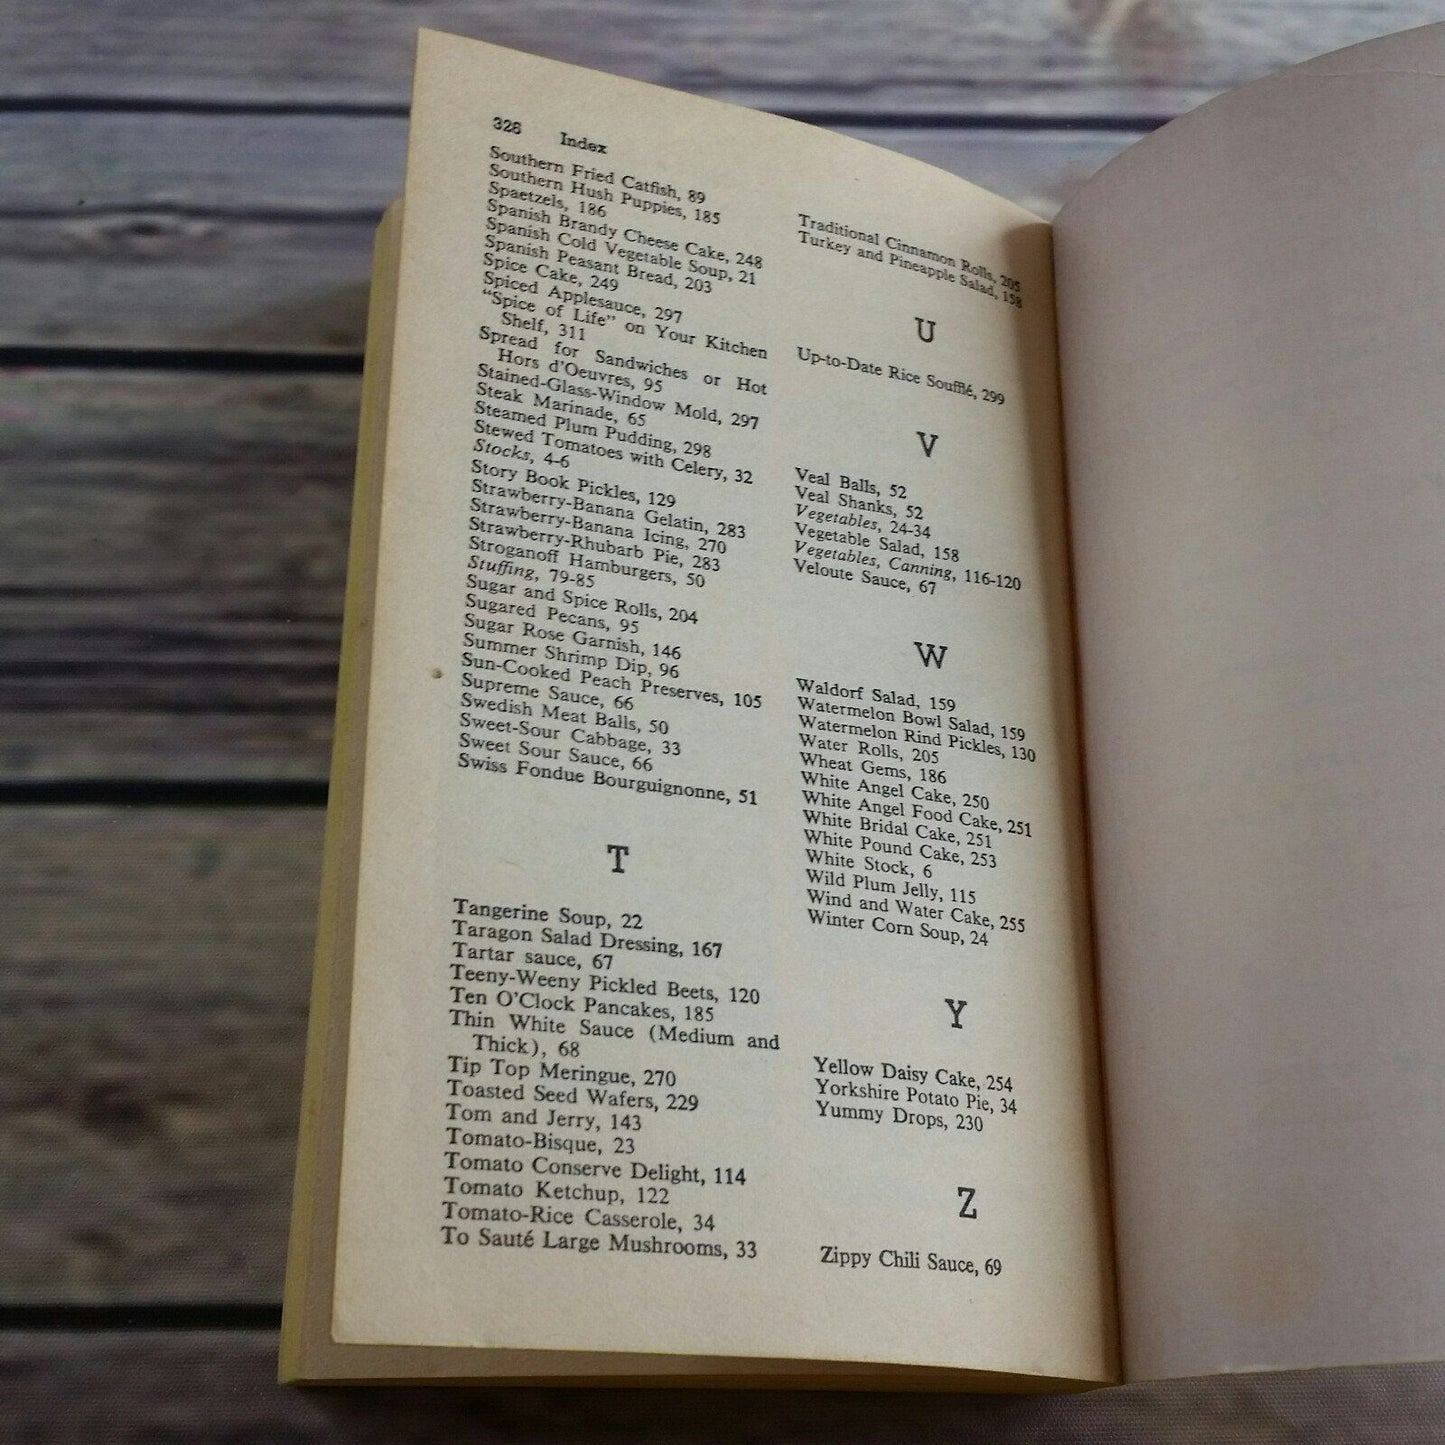 328 Index
Southern Fried Catfish, 89
Southern Hush Puppies, 185
Spaetzels, 186
Spanish Brandy Cheese Cake, 248
Spanish Cold Vegetable Soup, 21
Spanish Peasant Bread, 203
Spice Cake, 249
Spiced Applesauce, 297
“Spice of Life” on Your Kitchen
Shelf, 311
Spread for Sandwiches or Hot
Hors d’Oeuvres, 95
Stained-Glass-Window Mold, 297
Steak Marinade, 65
Steamed Plum Pudding, 298
Stewed Tomatoes with Celery, 32
Stocks, 4-6
Story Book Pickles, 129
Strawberry-Banana Gelatin, 283
Strawberry-Banana Icing, 270
Strawberry-Rhubarb Pie, 283
Stroganoff Hamburgers, 50
Stuffing, 79-85
Sugar and Spice Rolls, 204
Sugared Pecans, 95
Sugar Rose Garnish, 146
Summer Shrimp Dip, 96
Sun-Cooked Peach Preserves, 105
Supreme Sauce, 66
Swedish Meat Balls, 50
Sweet-Sour Cabbage, 33
Sweet Sour Sauce, 66
Swiss Fondue Bourguignonne, 51
T
Tangerine Soup, 22
Taragon Salad Dressing, 167
Tartar sauce, 67
Teeny-Weeny Pickled Beets, 120
Ten O’Clock Pancakes, 185
Thin White Sauce (Medium and
Thick), 68
Tip Top Meringue, 270
Toasted Seed Wafers, 229
Tom and Jerry, 143
Tomato-Bisque, 23
Tomato Conserve Delight, 114
Tomato Ketchup, 122
Tomato-Rice Casserole, 34
To Sauté Large Mushrooms, 33
Traditional Cinnamon Rolls, 205
Turkey and Pineapple Salad, 158
U
Up-to-Date Rice Soufflé, 299
V
Veal Balls, 52
Veal Shanks, 52
Vegetables, 24-34
Vegetable Salad, 158
Vegetables, Canning, 116-120
Veloute Sauce, 67
W
Waldorf Salad, 159
Watermelon Bowl Salad, 159
Watermelon Rind Pickles, 130
Water Rolls, 205
Wheat Gems, 186
White Angel Cake, 250
White Angel Food Cake, 251
White Bridal Cake, 251
White Pound Cake, 253
White Stock, 6
Wild Plum Jelly, 115
Wind and Water Cake, 255
Winter Corn Soup, 24
Y
Yellow Daisy Cake, 254
Yorkshire Potato Pie, 34
Yummy Drops, 230
Z
Zippy Chili Sauce, 69